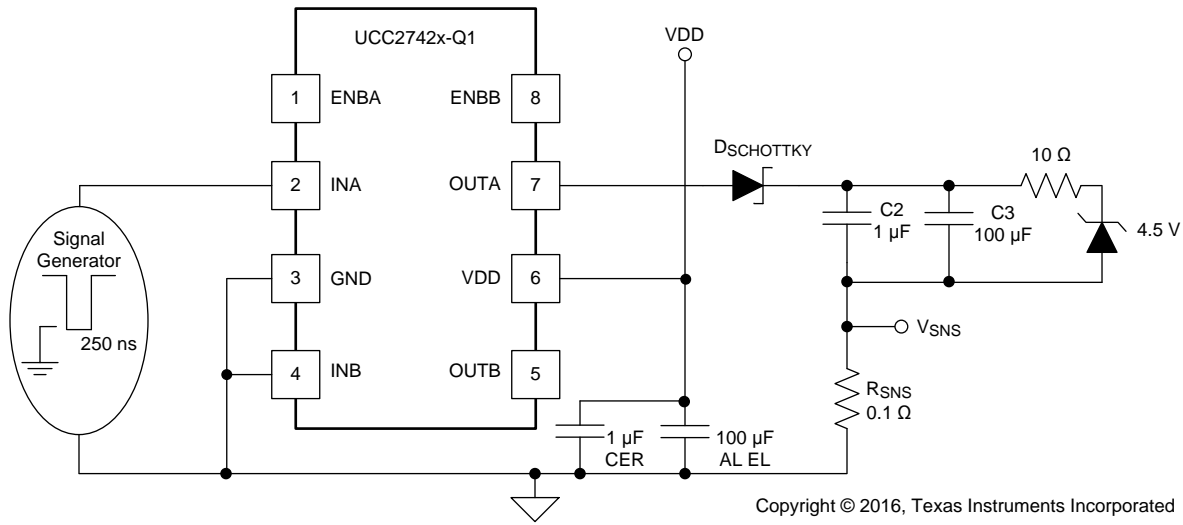 UCC2742x-Q1
VDD
1 ENBA ENBB 8
DSCHOTTKY
10 Ω
2 INA OUTA 7
C2
1 µF
C3
100 µF
4.5 V
Signal
Generator
3 GND VDD 6
250 ns
VSNS
4 INB OUTB 5
RSNS
0.1 Ω
1 µF
CER
100 µF
AL EL
Copyright © 2016, Texas Instruments Incorporated